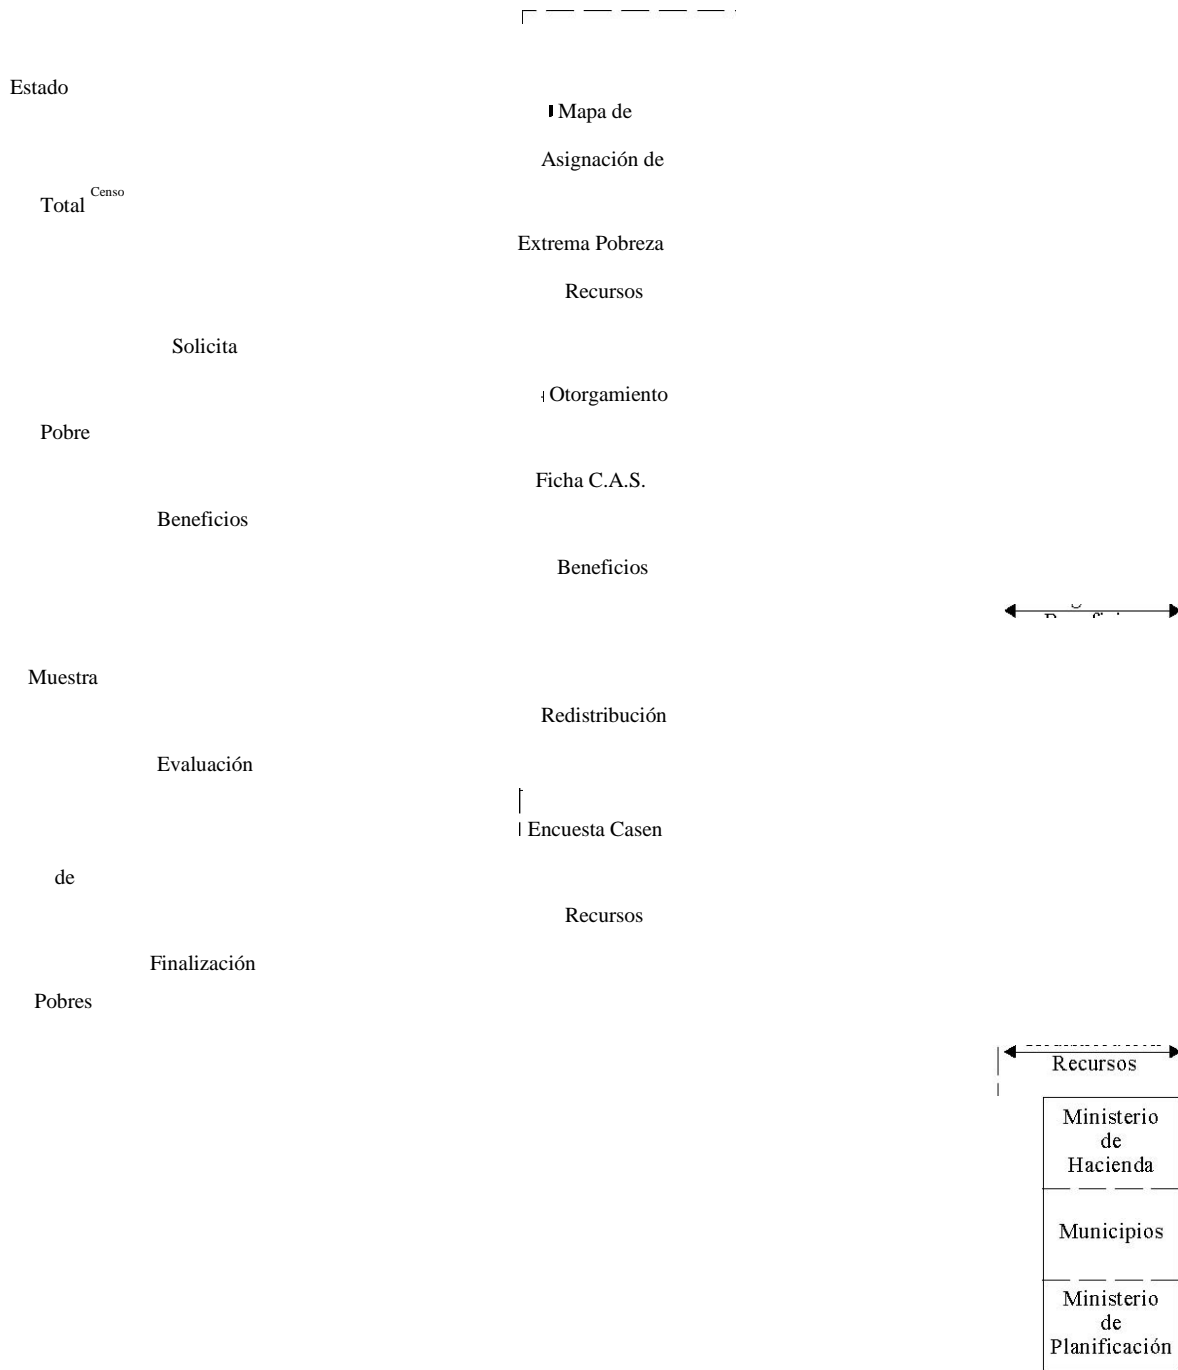 Estado
Mapa de
Asignación de
Total Censo
Extrema Pobreza
Recursos
Solicita
Otorgamiento
Pobre
Ficha C.A.S.
Beneficios
Beneficios
Muestra
Redistribución
Evaluación
Encuesta Casen
de
Recursos
Finalización
Pobres
Recursos
Ministerio
de
Hacienda
Municipios
Ministerio
de
Planificación